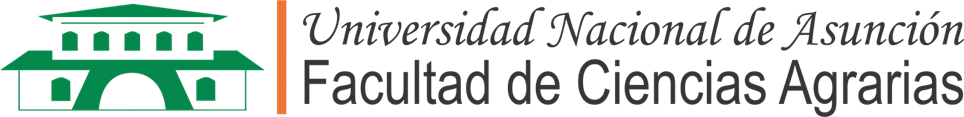 Universidad Nacional de Asunción
Facultad de Ciencias Agrarias